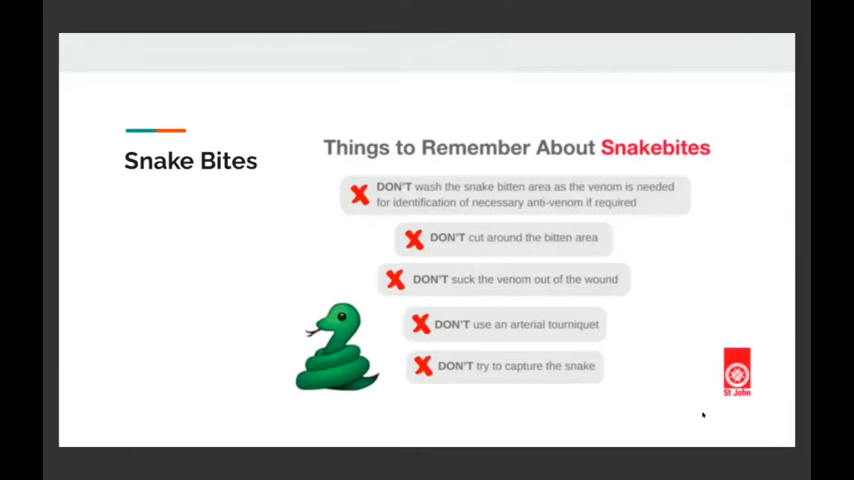 Snake Bites
Things to Remember About Snakebites
DON'T wash the snake bitten area as the venom is needed
for identification of necessary anti-venom if required
DON'T cut around the bitten area
DON'T suck the venom out of the wound
DON'T use an arterial tourniquet
DON'T try to capture the snake
St John